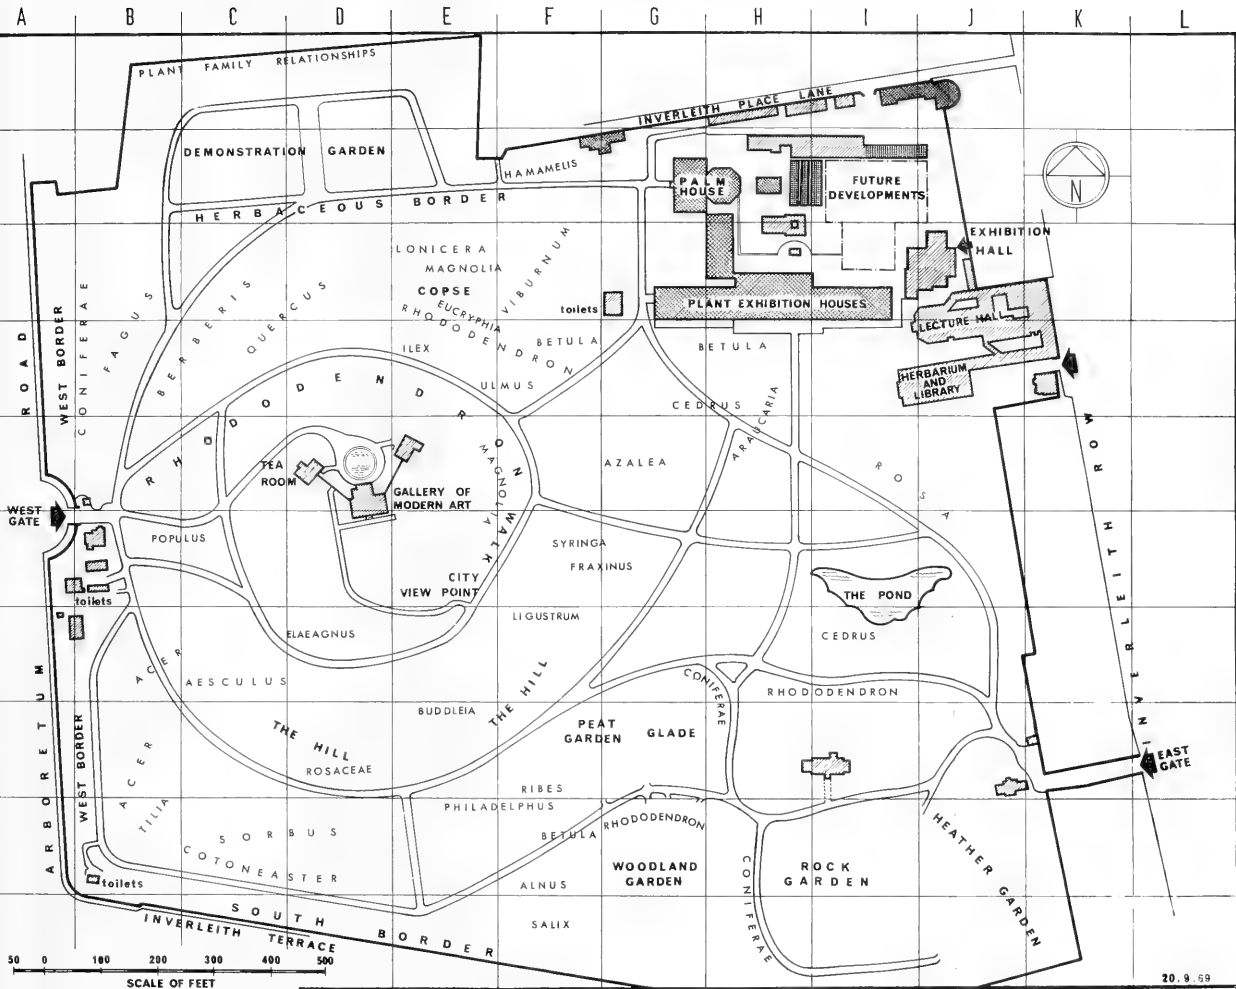 A B C D E F G H I J K L
PLANT FAMILY RELATIONSHIPS
INVERLEITH PLACE LANE
DEMONSTRATION GARDEN
HAMAMELIS
PALM
HOUSE
FUTURE
DEVELOPMENTS
N
HERBACEOUS BORDER
EXHIBITION
HALL
LONICERA
MAGNOLIA
COPSE
EUCRYPHIA
RHODODENDRON
VIBURNUM
toilets
PLANT EXHIBITION HOUSES
LECTURE HALL
HERBARIUM
AND
LIBRARY
WEST BORDER
CONIFERAE
FAGUS
BERBERIS
QUERCUS
ILEX
BETULA
ULMUS
BETULA
CEDRUS
ARAUCARIA
RHODODENDRON WALK
MAGNOLIA
AZALEA
ROSA
TEA
ROOM
GALLERY OF
MODERN ART
WEST
GATE
POPULUS
SYRINGA
FRAXINUS
CITY
VIEW POINT
THE POND
toilets
LIGUSTRUM
ELAEAGNUS
CEDRUS
ACER
AESCULUS
THE HILL
CONIFERAE
RHODODENDRON
BUDDLEIA
PEAT
GARDEN
GLADE
THE HILL
ROSACEAE
INVERLEITH ROW
EAST
GATE
ARBORETUM ROAD
WEST BORDER
ACER
TILIA
RIBES
PHILADELPHUS
BETULA
RHODODENDRON
SORBUS
COTONEASTER
WOODLAND
GARDEN
CONIFERAE
ROCK
GARDEN
HEATHER GARDEN
toilets
ALNUS
SALIX
SOUTH BORDER
INVERLEITH TERRACE
50 0 100 200 300 400 500
SCALE OF FEET
20.9.69